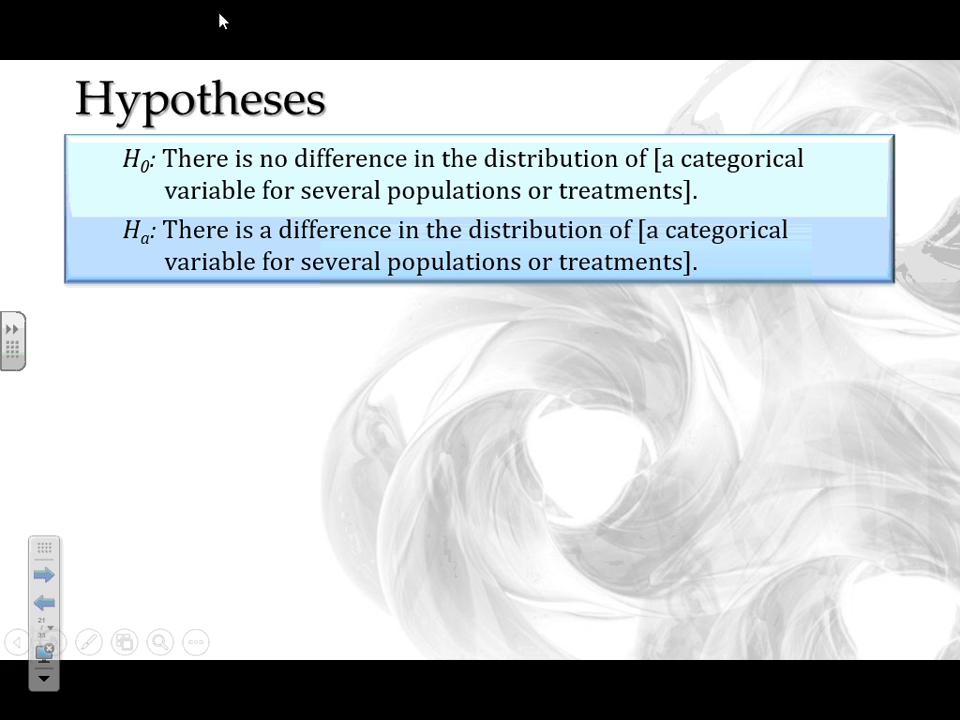 Hypotheses
H0: There is no difference in the distribution of [a categorical
variable for several populations or treatments].
Ha: There is a difference in the distribution of [a categorical
variable for several populations or treatments].
21
/